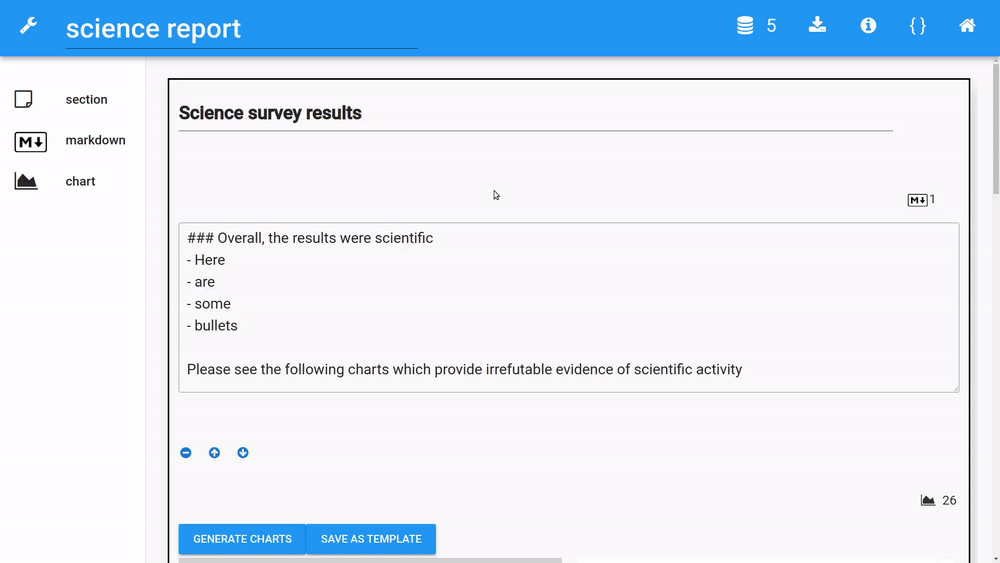 science report
5
{}
section
M↓ markdown
chart
Science survey results
M↓ 1
### Overall, the results were scientific
- Here
- are
- some
- bullets
Please see the following charts which provide irrefutable evidence of scientific activity
26
GENERATE CHARTS
SAVE AS TEMPLATE